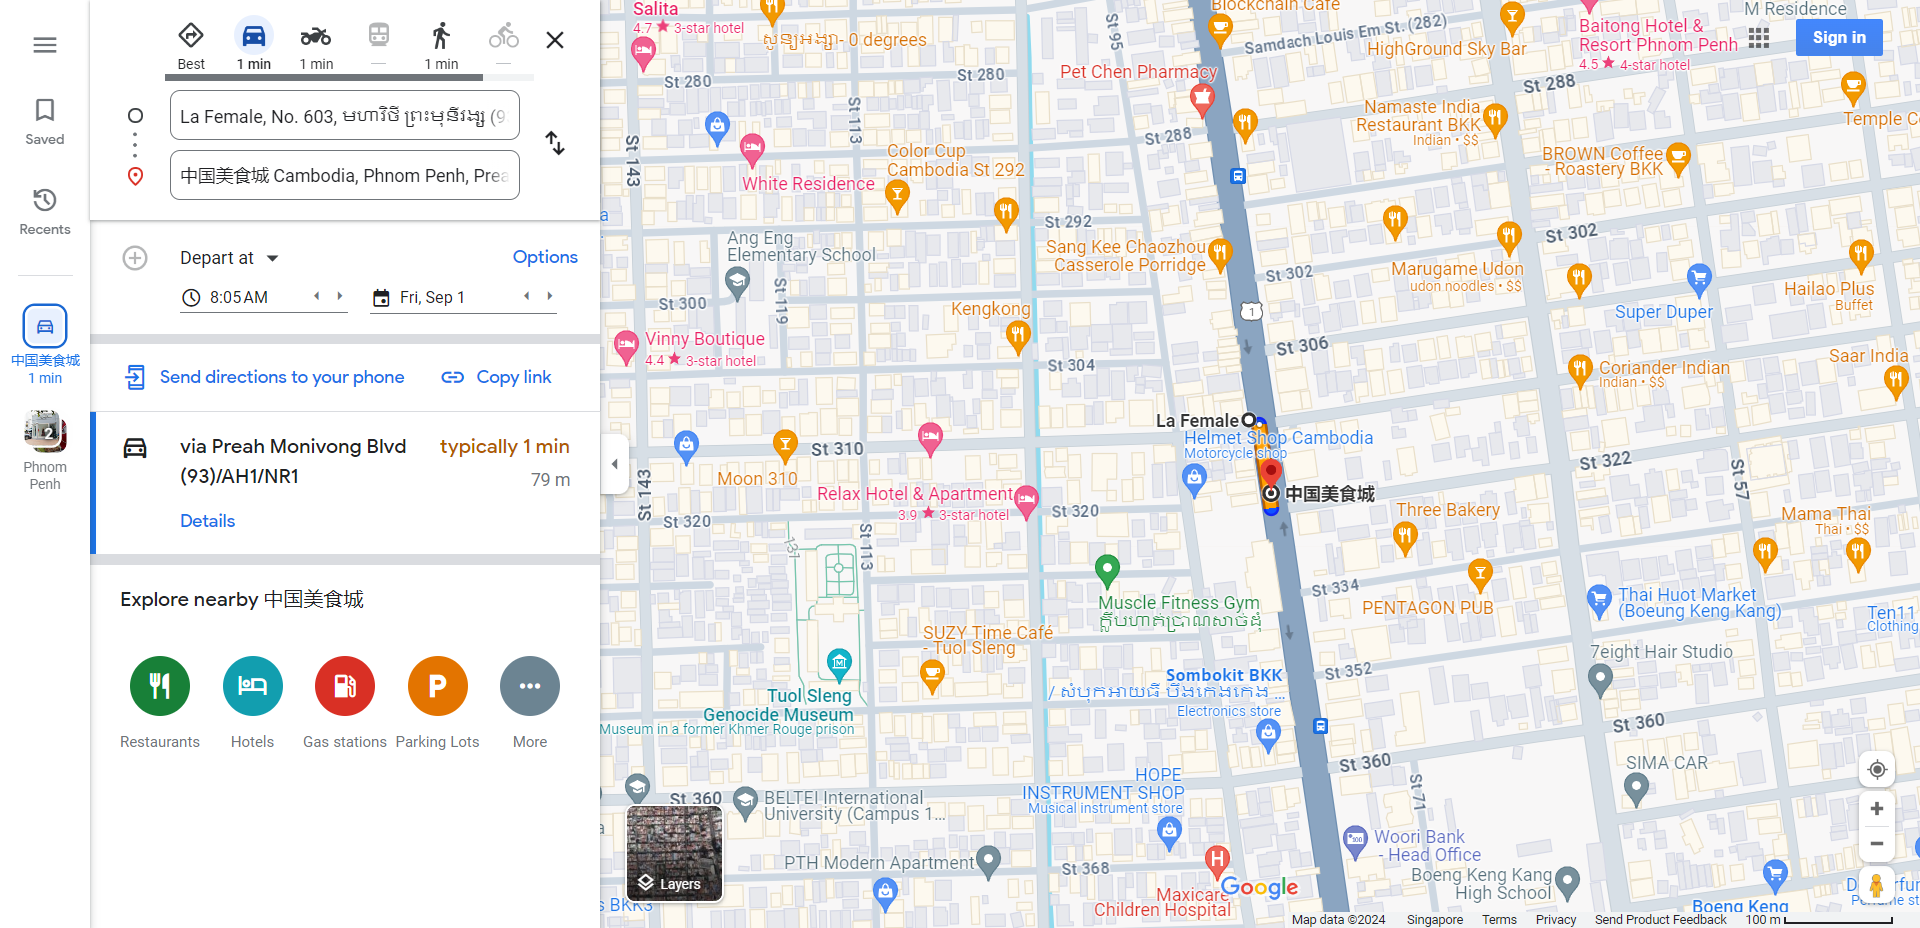 Saved
Recents
中国美食城
1 min
2
Phnom
Penh
Best
1 min
1 min
—
1 min
—
La Female, No. 603, មហាវិថី ព្រះមុនីវង្ស (9
中国美食城 Cambodia, Phnom Penh, Prea
Depart at
Options
8:05 AM
Fri, Sep 1
Send directions to your phone
Copy link
via Preah Monivong Blvd
(93)/AH1/NR1
typically 1 min
79 m
Details
Explore nearby 中国美食城
Restaurants
Hotels
Gas stations
P
Parking Lots
More
Sign in
Salita
4.7 ★ 3-star hotel
សូន្យអង្សា- 0 degrees
Blockchain Cafe
Samdach Louis Em St. (282)
HighGround Sky Bar
Baitong Hotel &
Resort Phnom Penh
4.5 ★ 4-star hotel
M Residence
St 95
St 280
St 280
Pet Chen Pharmacy
St 288
St 288
Namaste India
Restaurant BKK
Indian • $$
Temple C
St 143
St 113
Color Cup
Cambodia St 292
White Residence
BROWN Coffee
- Roastery BKK
St 292
a
Ang Eng
Elementary School
Sang Kee Chaozhou
Casserole Porridge
St 302
St 302
Marugame Udon
udon noodles • $$
St 300
St 119
Kengkong
1
Super Duper
Hailao Plus
Buffet
Vinny Boutique
4.4 ★ 3-star hotel
St 304
St 306
Coriander Indian
Indian • $$
Saar India
La Female
Helmet Shop Cambodia
Motorcycle shop
St 310
Moon 310
St 143
St 322
St 57
Relax Hotel & Apartment
3.9 ★ 3-star hotel
中国美食城
St 320
St 320
Three Bakery
Mama Thai
Thai • $$
131
St 113
Muscle Fitness Gym
ក្លឹបហាត់ប្រាណសាច់ដុំ
St 334
PENTAGON PUB
Thai Huot Market
(Boeung Keng Kang)
Ten11
Clothing
SUZY Time Café
- Tuol Sleng
7eight Hair Studio
St 352
Sombokit BKK
/ សំបុកអាយធី បឹងកេងកេង ...
Electronics store
Tuol Sleng
Genocide Museum
Museum in a former Khmer Rouge prison
St 360
St 360
SIMA CAR
HOPE
INSTRUMENT SHOP
Musical instrument store
St 71
St 360
BELTEI International
University (Campus 1...
a
Woori Bank
- Head Office
PTH Modern Apartment
St 368
H
Maxicare
Children Hospital
Boeng Keng Kang
High School
Layers
s BKK3
Google
Boeng Keng
Map data ©2024
Singapore
Terms
Privacy
Send Product Feedback
100 m